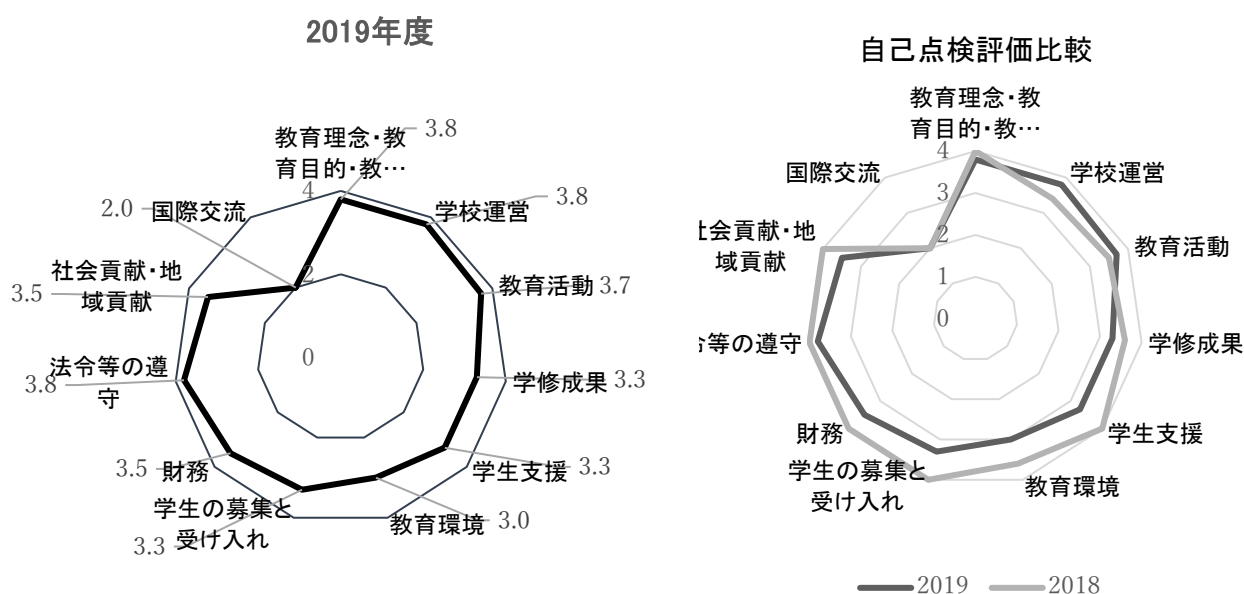 2019年度
教育理念・教
育目的・教…
3.8
学校運営
3.8
教育活動 3.7
学修成果 3.3
学生支援
3.3
教育環境
3.0
学生の募集と
受け入れ
3.3
財務
3.5
法令等の遵
守
3.8
社会貢献・地
域貢献
3.5
国際交流
2.0
4
2
0
自己点検評価比較
教育理念・教
育目的・教…
学校運営
教育活動
学修成果
学生支援
教育環境
学生の募集と
受け入れ
財務
等の遵守
会貢献・地
域貢献
国際交流
4
3
2
1
0
2019
2018